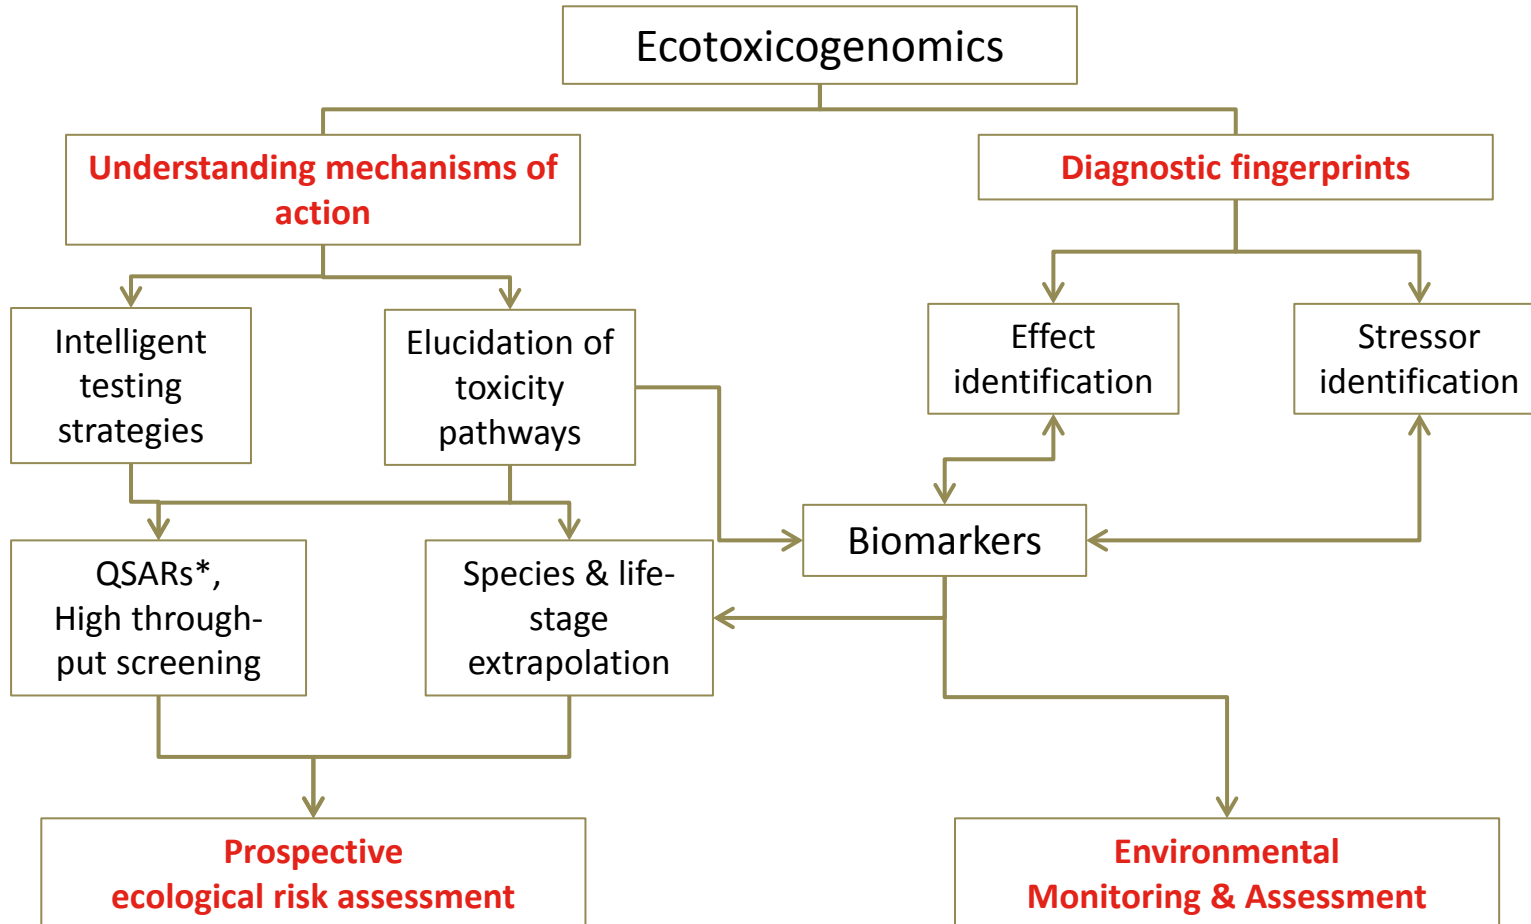 Ecotoxicogenomics
Understanding mechanisms of
action
Diagnostic fingerprints
Intelligent
testing
strategies
Elucidation of
toxicity
pathways
Effect
identification
Stressor
identification
QSARs*,
High through-
put screening
Species & life-
stage
extrapolation
Biomarkers
Prospective
ecological risk assessment
Environmental
Monitoring & Assessment